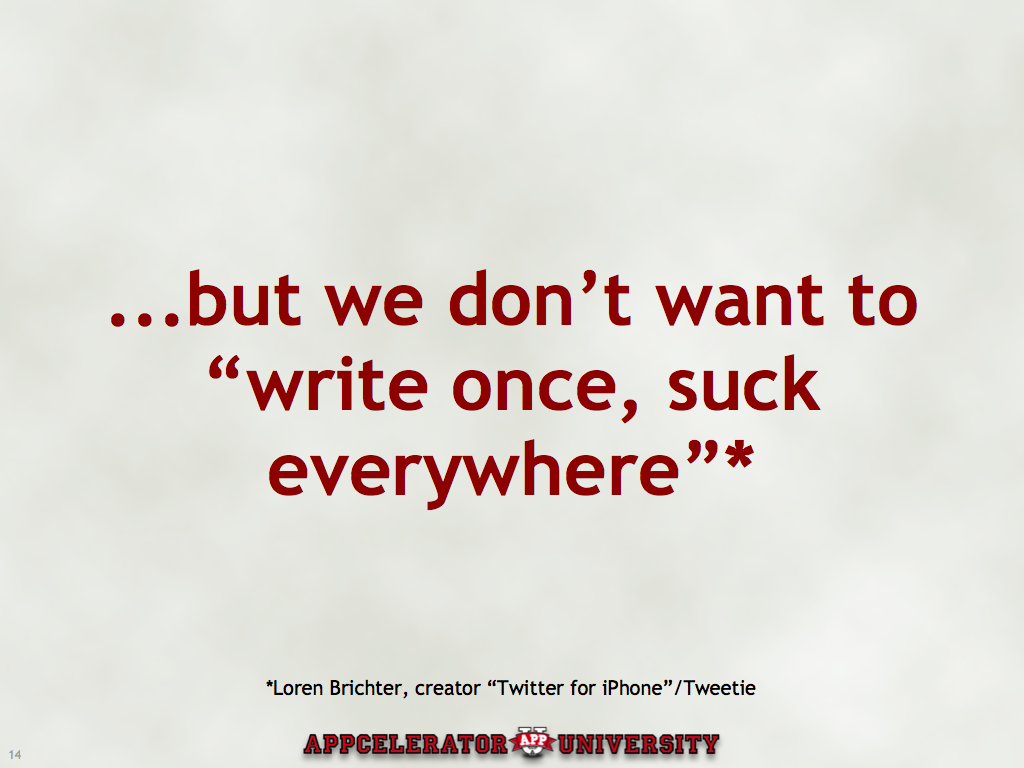 ...but we don’t want to
“write once, suck
everywhere”*
*Loren Brichter, creator “Twitter for iPhone”/Tweetie
14
APPCELERATOR U APP UNIVERSITY